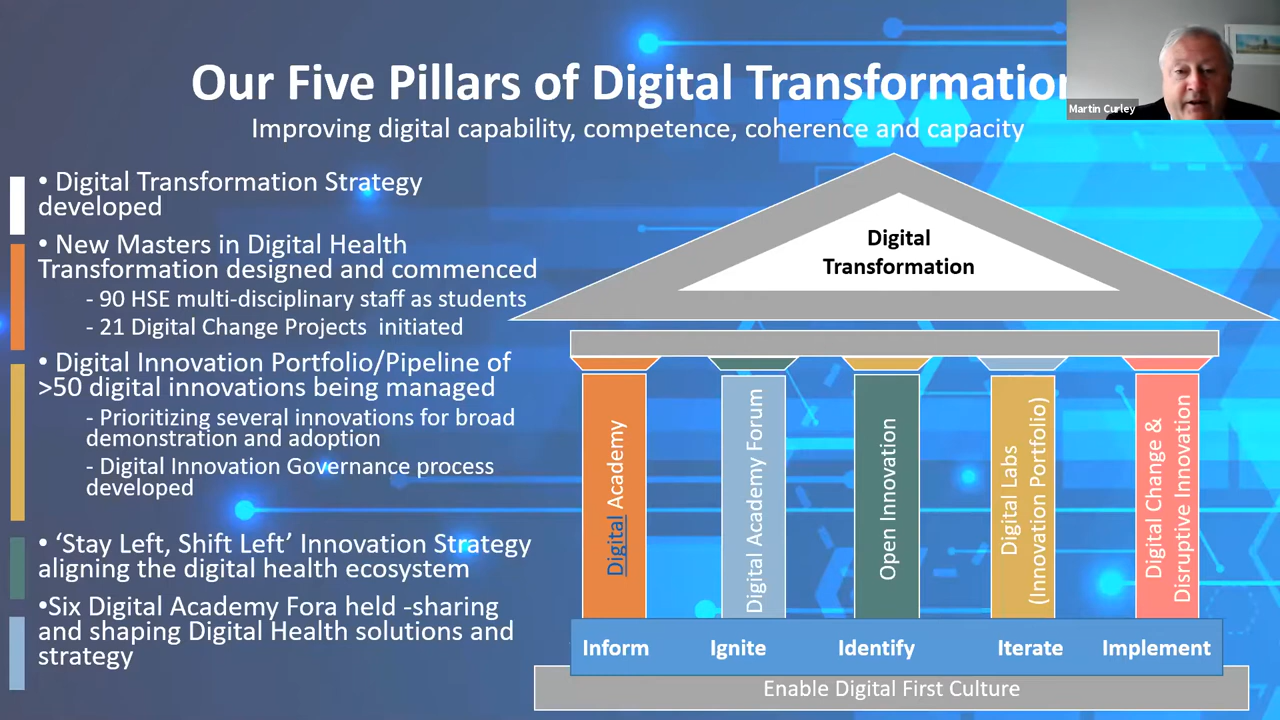 Our Five Pillars of Digital Transformation
Improving digital capability, competence, coherence and capacity
Martin Curley
• Digital Transformation Strategy
developed
• New Masters in Digital Health
Transformation designed and commenced
- 90 HSE multi-disciplinary staff as students
- 21 Digital Change Projects initiated
• Digital Innovation Portfolio/Pipeline of
>50 digital innovations being managed
- Prioritizing several innovations for broad
demonstration and adoption
- Digital Innovation Governance process
developed
• ‘Stay Left, Shift Left’ Innovation Strategy
aligning the digital health ecosystem
•Six Digital Academy Fora held -sharing
and shaping Digital Health solutions and
strategy
Digital
Transformation
Digital Academy
Digital Academy Forum
Open Innovation
Digital Labs
(Innovation Portfolio)
Digital Change &
Disruptive Innovation
Inform
Ignite
Identify
Iterate
Implement
Enable Digital First Culture